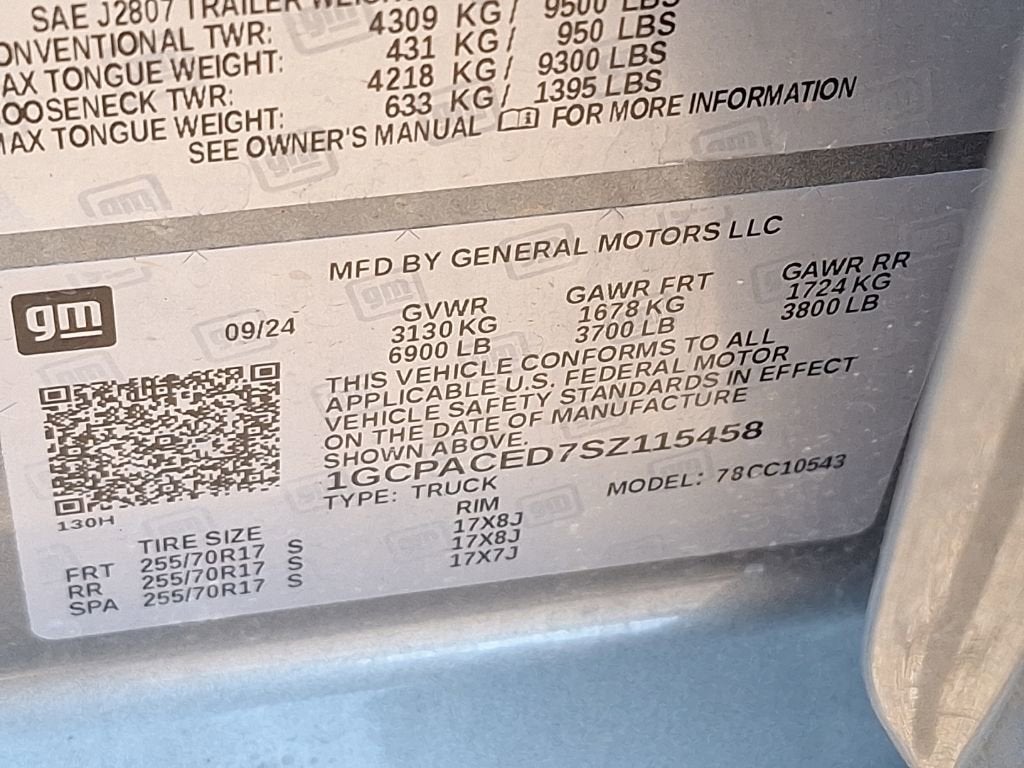 SAE J2807 TRAILER
CONVENTIONAL TWR: 4309 KG/ 9500 LBS
MAX TONGUE WEIGHT: 431 KG/ 950 LBS
GOOSENECK TWR: 4218 KG/ 9300 LBS
MAX TONGUE WEIGHT: 633 KG/ 1395 LBS
SEE OWNER'S MANUAL FOR MORE INFORMATION
MFD BY GENERAL MOTORS LLC
gm
09/24
GVWR GAWR FRT GAWR RR
3130 KG 1678 KG 1724 KG
6900 LB 3700 LB 3800 LB
THIS VEHICLE CONFORMS TO ALL
APPLICABLE U.S. FEDERAL MOTOR
VEHICLE SAFETY STANDARDS IN EFFECT
ON THE DATE OF MANUFACTURE
SHOWN ABOVE.
1GCPACED7SZ115458
TYPE: TRUCK MODEL: 78CC10543
130H
TIRE SIZE RIM
FRT 255/70R17 S 17X8J
RR 255/70R17 S 17X8J
SPA 255/70R17 S 17X7J